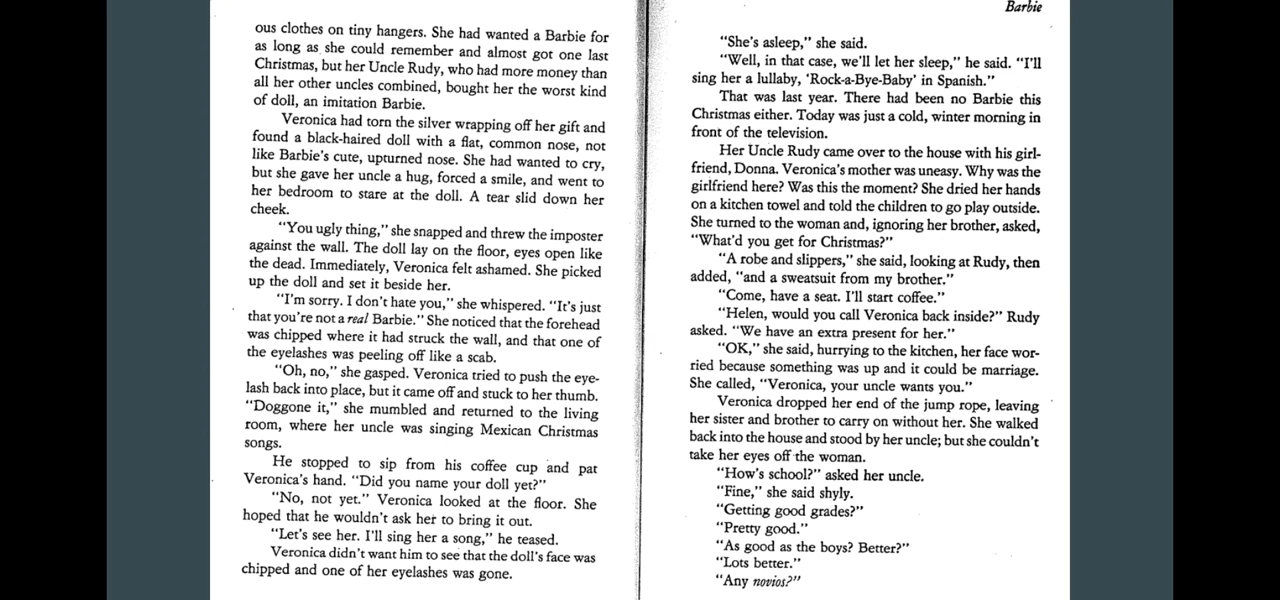 ous clothes on tiny hangers. She had wanted a Barbie for
as long as she could remember and almost got one last
Christmas, but her Uncle Rudy, who had more money than
all her other uncles combined, bought her the worst kind
of doll, an imitation Barbie.
Veronica had torn the silver wrapping off her gift and
found a black-haired doll with a flat, common nose, not
like Barbie's cute, upturned nose. She had wanted to cry,
but she gave her uncle a hug, forced a smile, and went to
her bedroom to stare at the doll. A tear slid down her
cheek.
"You ugly thing," she snapped and threw the imposter
against the wall. The doll lay on the floor, eyes open like
the dead. Immediately, Veronica felt ashamed. She picked
up the doll and set it beside her.
"I'm sorry. I don't hate you," she whispered. "It's just
that you're not a real Barbie." She noticed that the forehead
was chipped where it had struck the wall, and that one of
the eyelashes was peeling off like a scab.
"Oh, no," she gasped. Veronica tried to push the eye-
lash back into place, but it came off and stuck to her thumb.
"Doggone it," she mumbled and returned to the living
room, where her uncle was singing Mexican Christmas
songs.
He stopped to sip from his coffee cup and pat
Veronica's hand. "Did you name your doll yet?"
"No, not yet." Veronica looked at the floor. She
hoped that he wouldn't ask her to bring it out.
"Let's see her. I'll sing her a song," he teased.
Veronica didn't want him to see that the doll's face was
chipped and one of her eyelashes was gone.
Barbie
"She's asleep," she said.
"Well, in that case, we'll let her sleep," he said. "I'll
sing her a lullaby, 'Rock-a-Bye-Baby' in Spanish."
That was last year. There had been no Barbie this
Christmas either. Today was just a cold, winter morning in
front of the television.
Her Uncle Rudy came over to the house with his girl-
friend, Donna. Veronica's mother was uneasy. Why was the
girlfriend here? Was this the moment? She dried her hands
on a kitchen towel and told the children to go play outside.
She turned to the woman and, ignoring her brother, asked,
"What'd you get for Christmas?"
"A robe and slippers," she said, looking at Rudy, then
added, "and a sweatsuit from my brother."
"Come, have a seat. I'll start coffee."
"Helen, would you call Veronica back inside?" Rudy
asked. "We have an extra present for her."
"OK," she said, hurrying to the kitchen, her face wor-
ried because something was up and it could be marriage.
She called, "Veronica, your uncle wants you."
Veronica dropped her end of the jump rope, leaving
her sister and brother to carry on without her. She walked
back into the house and stood by her uncle; but she couldn't
take her eyes off the woman.
"How's school?" asked her uncle.
"Fine," she said shyly.
"Getting good grades?"
"Pretty good."
"As good as the boys? Better?"
"Lots better."
"Any novios?"